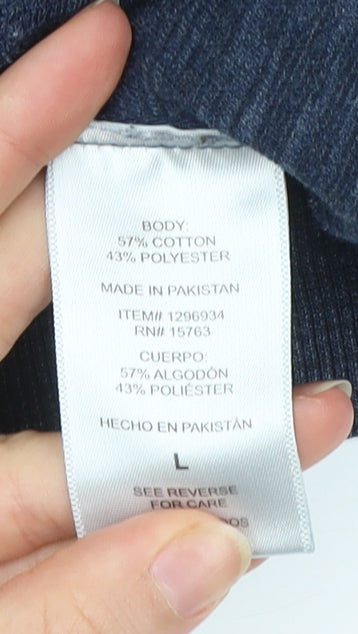 BODY:
57% COTTON
43% POLYESTER
MADE IN PAKISTAN
ITEM# 1296934
RN# 15763
CUERPO:
57% ALGODÓN
43% POLIÉSTER
HECHO EN PAKISTÁN
L
SEE REVERSE
FOR CARE